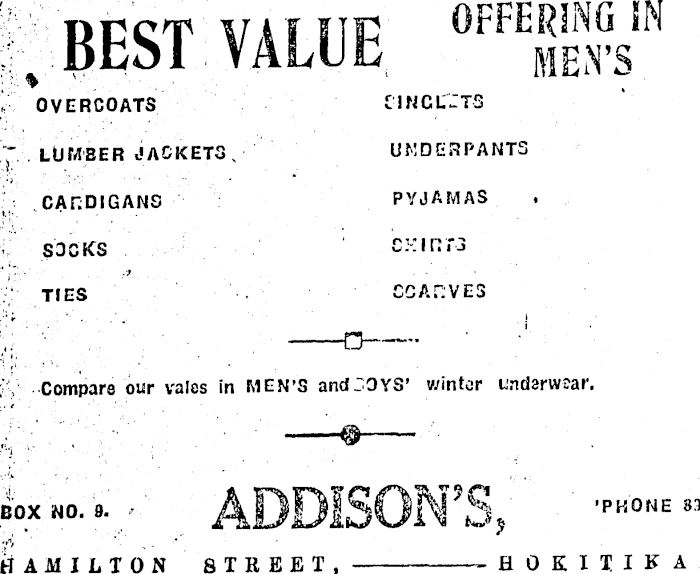 BEST VALUE OFFERING IN
MEN'S
OVERCOATS SINGLETS
LUMBER JACKETS UNDERPANTS
CARDIGANS PYJAMAS
SOCKS SHIRTS
TIES SCARVES
Compare our vales in MEN'S and BOYS' winter underwear.
BOX NO. 9. ADDISON'S, 'PHONE 83
HAMILTON STREET, HOKITIKA